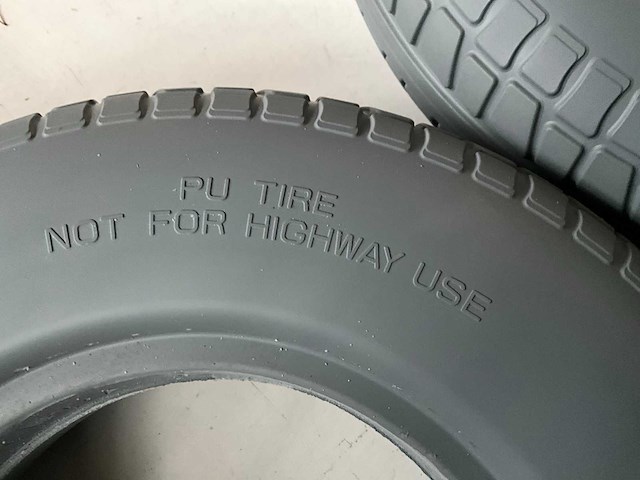 PU TIRE
NOT FOR HIGHWAY USE